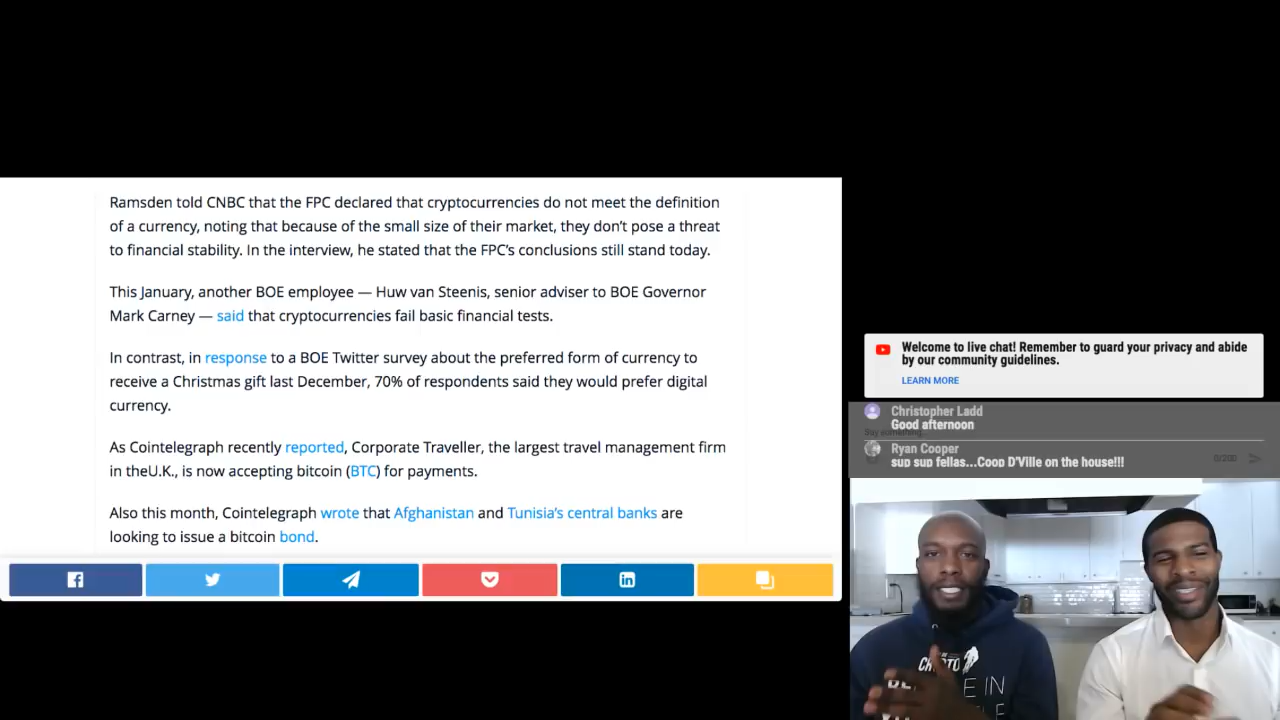 Ramsden told CNBC that the FPC declared that cryptocurrencies do not meet the definition
of a currency, noting that because of the small size of their market, they don’t pose a threat
to financial stability. In the interview, he stated that the FPC’s conclusions still stand today.
This January, another BOE employee — Huw van Steenis, senior adviser to BOE Governor
Mark Carney — said that cryptocurrencies fail basic financial tests.
In contrast, in response to a BOE Twitter survey about the preferred form of currency to
receive a Christmas gift last December, 70% of respondents said they would prefer digital
currency.
As Cointelegraph recently reported, Corporate Traveller, the largest travel management firm
in theU.K., is now accepting bitcoin (BTC) for payments.
Also this month, Cointelegraph wrote that Afghanistan and Tunisia’s central banks are
looking to issue a bitcoin bond.
Welcome to live chat! Remember to guard your privacy and abide
by our community guidelines.
LEARN MORE
Christopher Ladd
Good afternoon
Say something...
Ryan Cooper
sup sup fellas...Coop D'Ville on the house!!!
0/200
CRYPTO
E IN